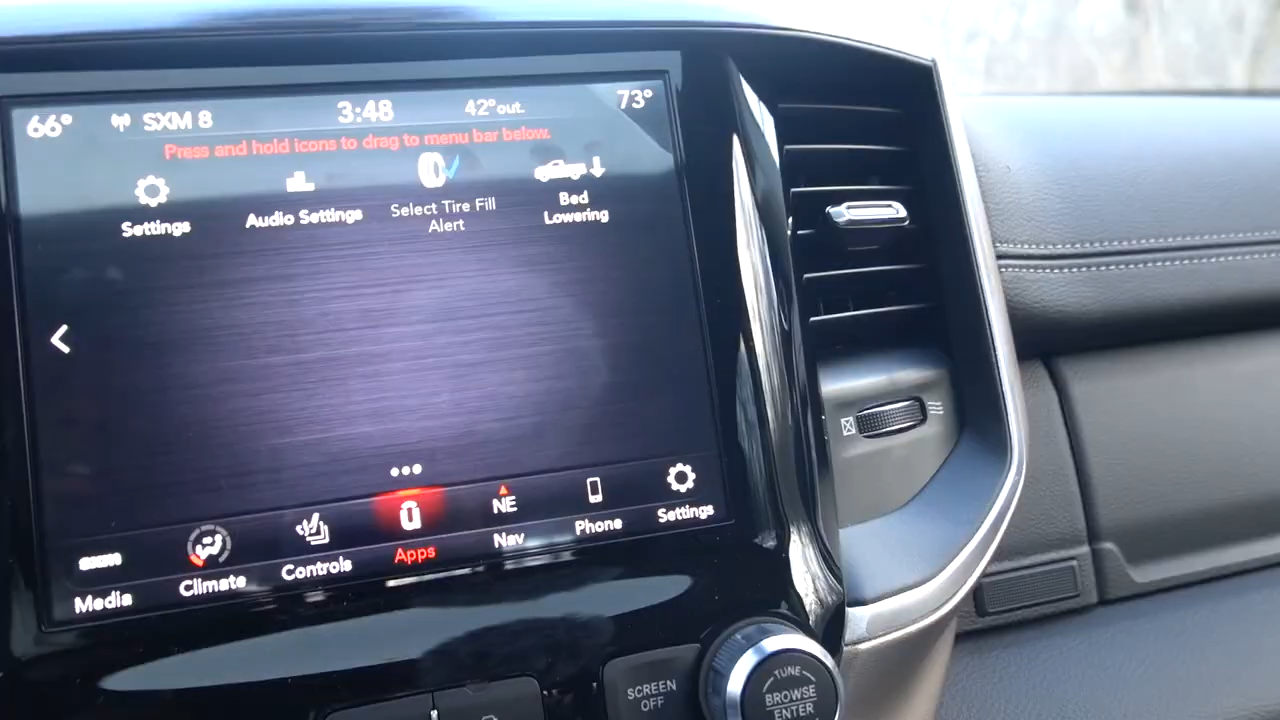 66° SXM 8 3:48 42° out. 73°
Press and hold icons to drag to menu bar below.
Settings
Audio Settings
Select Tire Fill
Alert
Bed
Lowering
NE
Media
Climate
Controls
Apps
Nav
Phone
Settings
SCREEN
OFF
TUNE
BROWSE
ENTER